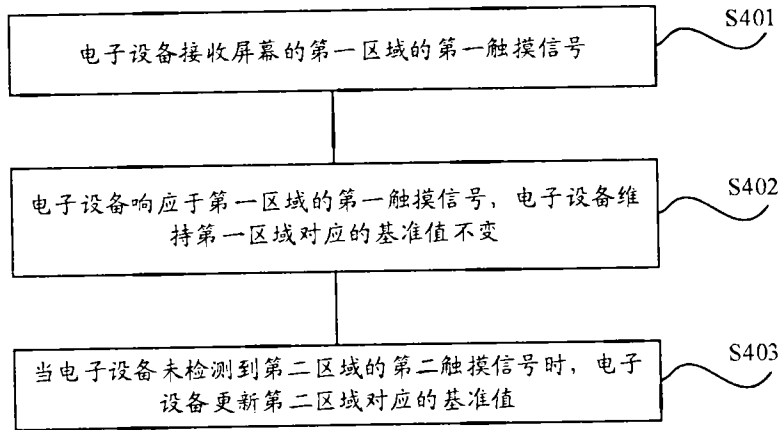 S401
电子设备接收屏幕的第一区域的第一触摸信号
S402
电子设备响应于第一区域的第一触摸信号，电子设备维
持第一区域对应的基准值不变
S403
当电子设备未检测到第二区域的第二触摸信号时，电子
设备更新第二区域对应的基准值